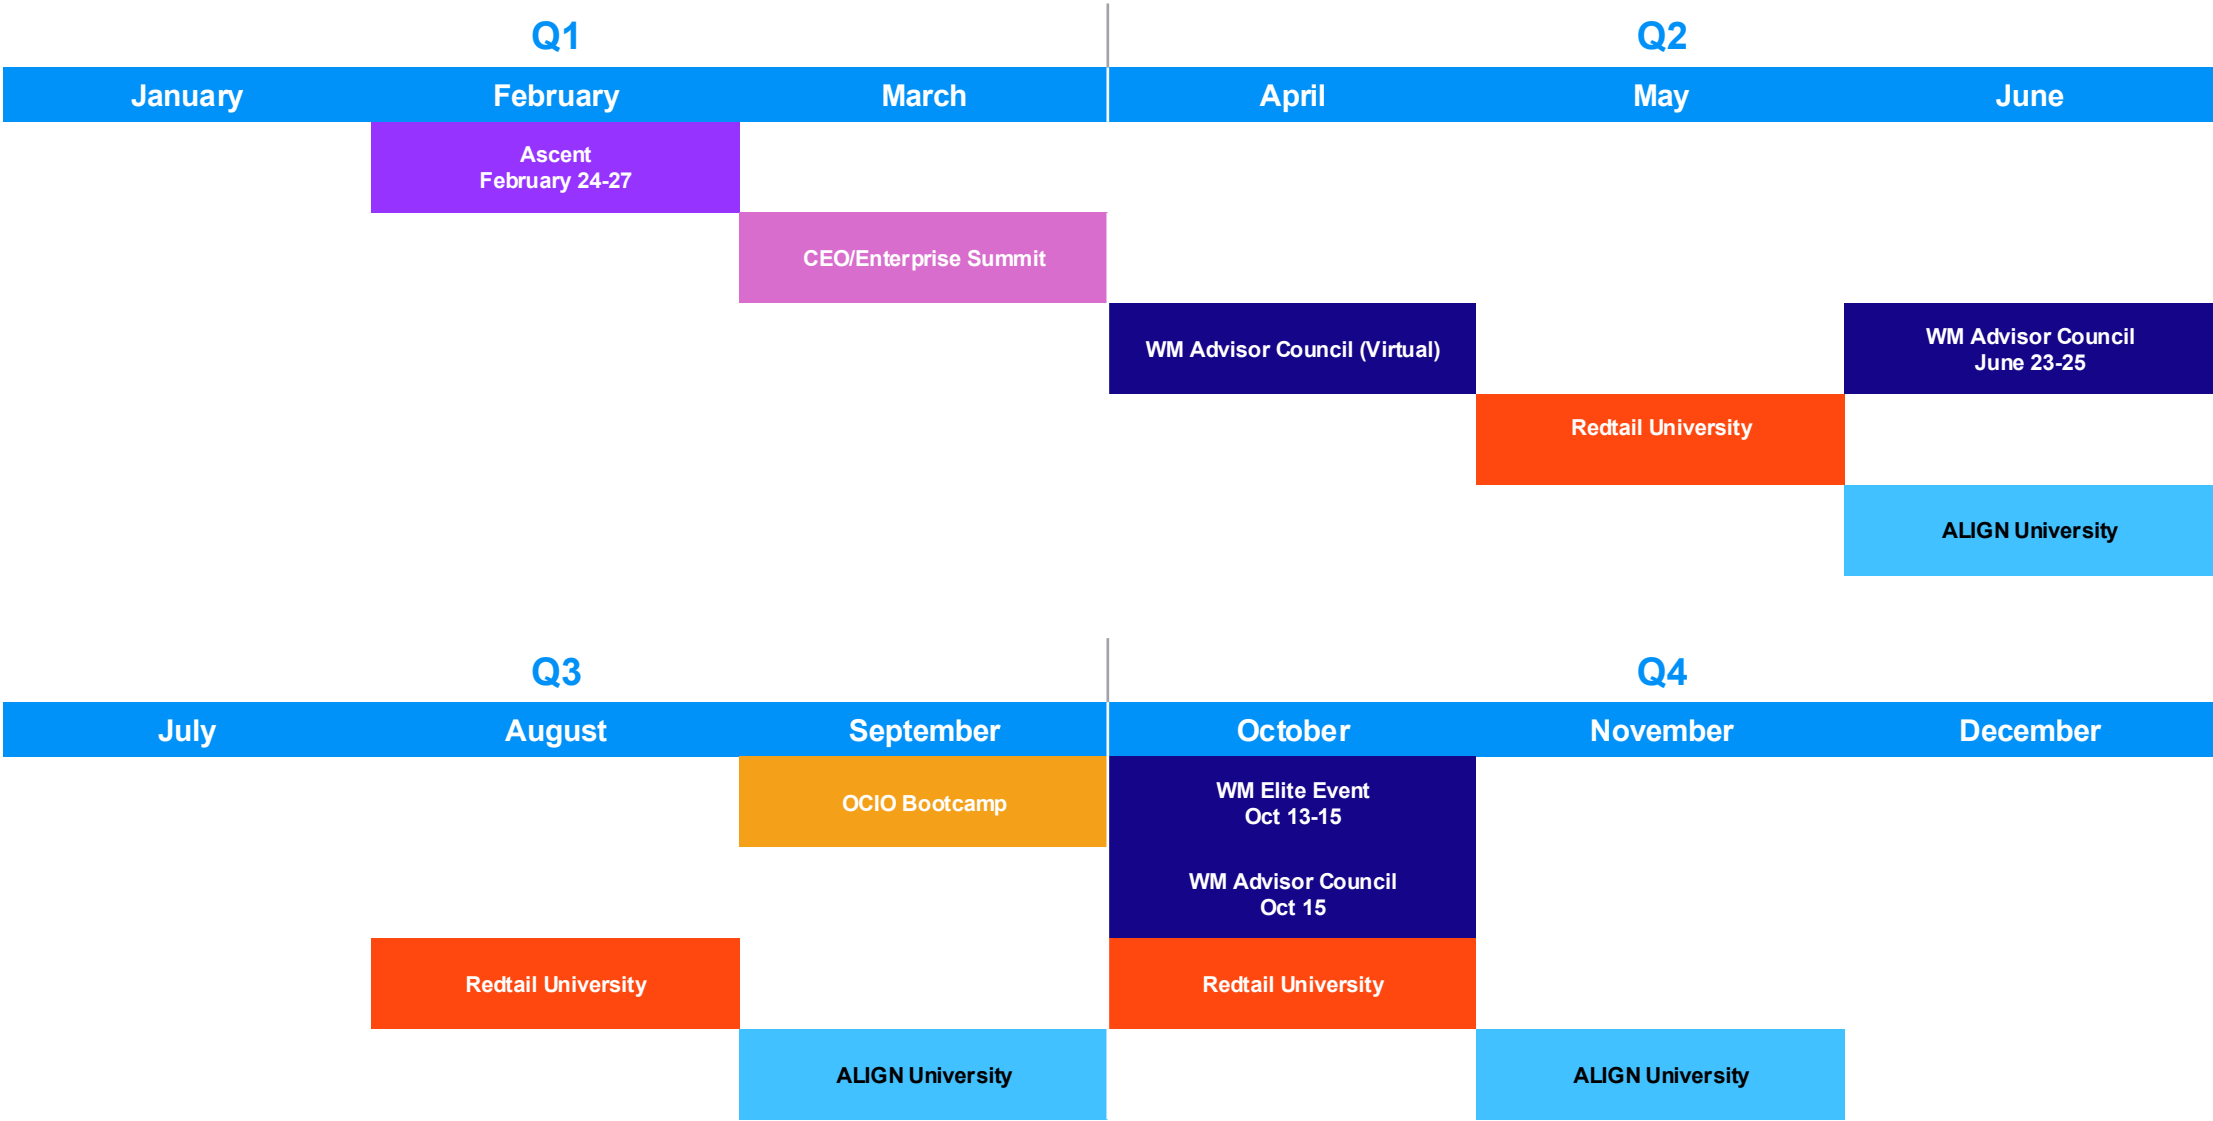 Q1
Q2
January
February
March
April
May
June
Ascent
February 24-27
CEO/Enterprise Summit
WM Advisor Council (Virtual)
WM Advisor Council
June 23-25
Redtail University
ALIGN University
Q3
Q4
July
August
September
October
November
December
OCIO Bootcamp
WM Elite Event
Oct 13-15
WM Advisor Council
Oct 15
Redtail University
Redtail University
ALIGN University
ALIGN University